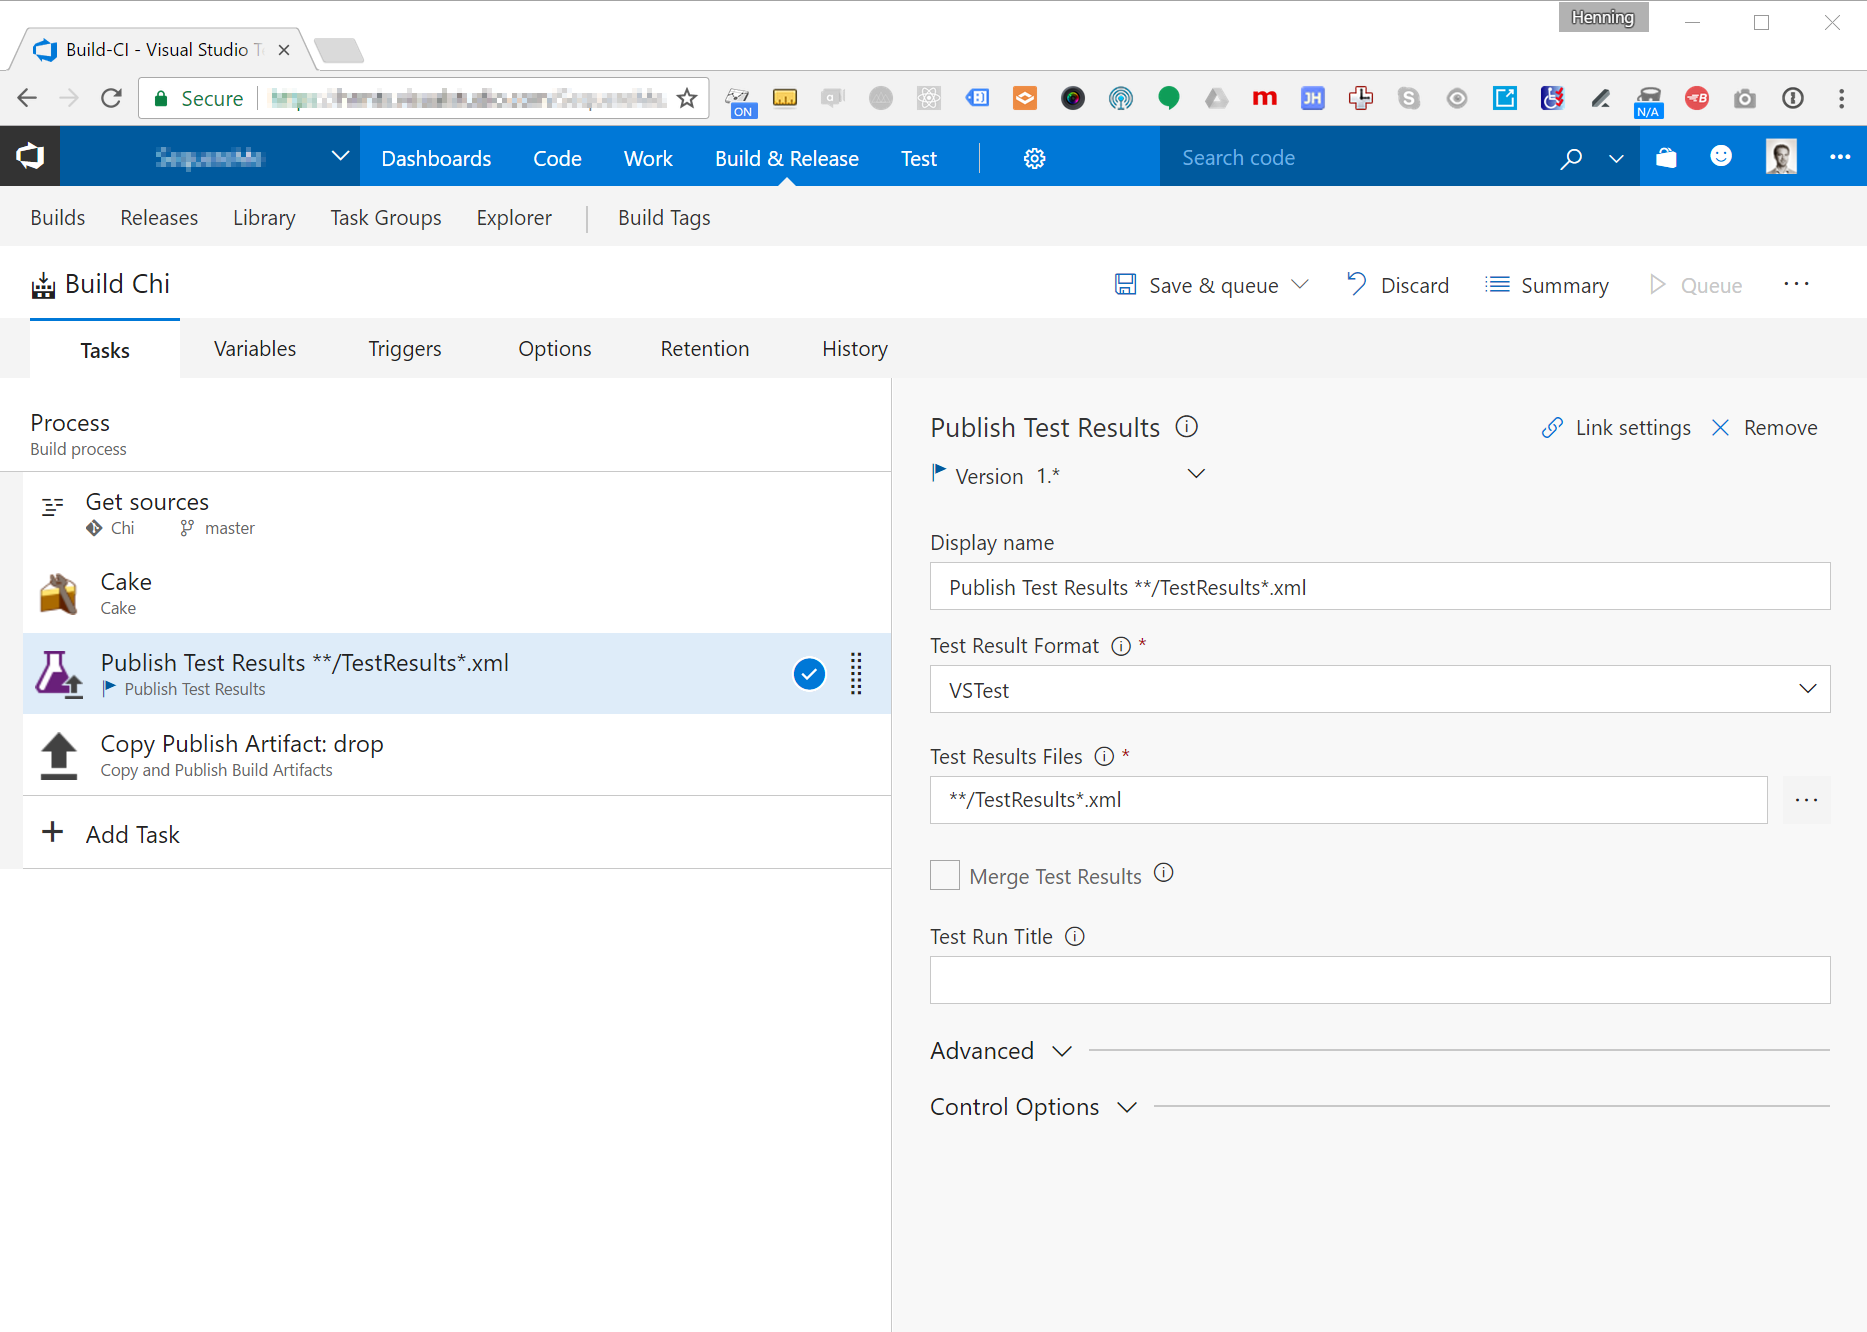 Henning
Build-CI - Visual Studio T
Secure
ON
m
JH
N/A
Dashboards
Code
Work
Build & Release
Test
Search code
Builds
Releases
Library
Task Groups
Explorer
Build Tags
Build Chi
Save & queue
Discard
Summary
Queue
Tasks
Variables
Triggers
Options
Retention
History
Process
Build process
Get sources
Chi
master
Cake
Cake
Publish Test Results **/TestResults*.xml
Publish Test Results
Copy Publish Artifact: drop
Copy and Publish Build Artifacts
Add Task
Publish Test Results
Link settings
Remove
Version 1.*
Display name
Publish Test Results **/TestResults*.xml
Test Result Format *
VSTest
Test Results Files *
**/TestResults*.xml
Merge Test Results
Test Run Title
Advanced
Control Options